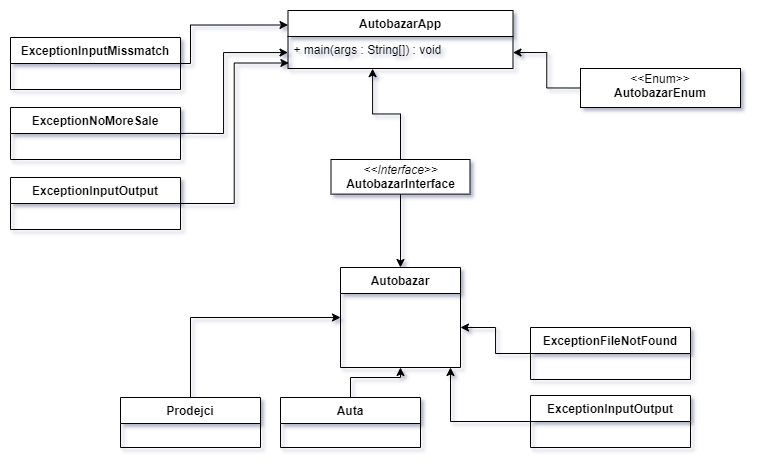 AutobazarApp
+ main(args : String[]) : void
ExceptionInputMissmatch
<<Enum>>
AutobazarEnum
ExceptionNoMoreSale
<<Interface>>
AutobazarInterface
ExceptionInputOutput
Autobazar
ExceptionFileNotFound
Prodejci
Auta
ExceptionInputOutput